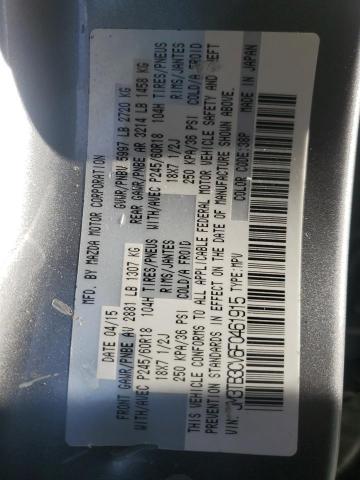 MFD. BY MAZDA MOTOR CORPORATION
DATE 04/15 GVWR/PNBV 5997 LB 2720 KG
FRONT GAWR/PNBE AV 2881 LB 1307 KG REAR GAWR/PNBE AR 3214 LB 1458 KG
WITH/AVEC P245/60R18 104H TIRES/PNEUS WITH/AVEC P245/60R18 104H TIRES/PNEUS
18X7 1/2J RIMS/JANTES 18X7 1/2J RIMS/JANTES
250 KPA/36 PSI COLD/A FROID 250 KPA/36 PSI COLD/A FROID
THIS VEHICLE CONFORMS TO ALL APPLICABLE FEDERAL MOTOR VEHICLE SAFETY AND THEFT
PREVENTION STANDARDS IN EFFECT ON THE DATE OF MANUFACTURE SHOWN ABOVE.
VIN: JM3TB3CV6F0461915 TYPE:MPV COLOR CODE:38P MADE IN JAPAN